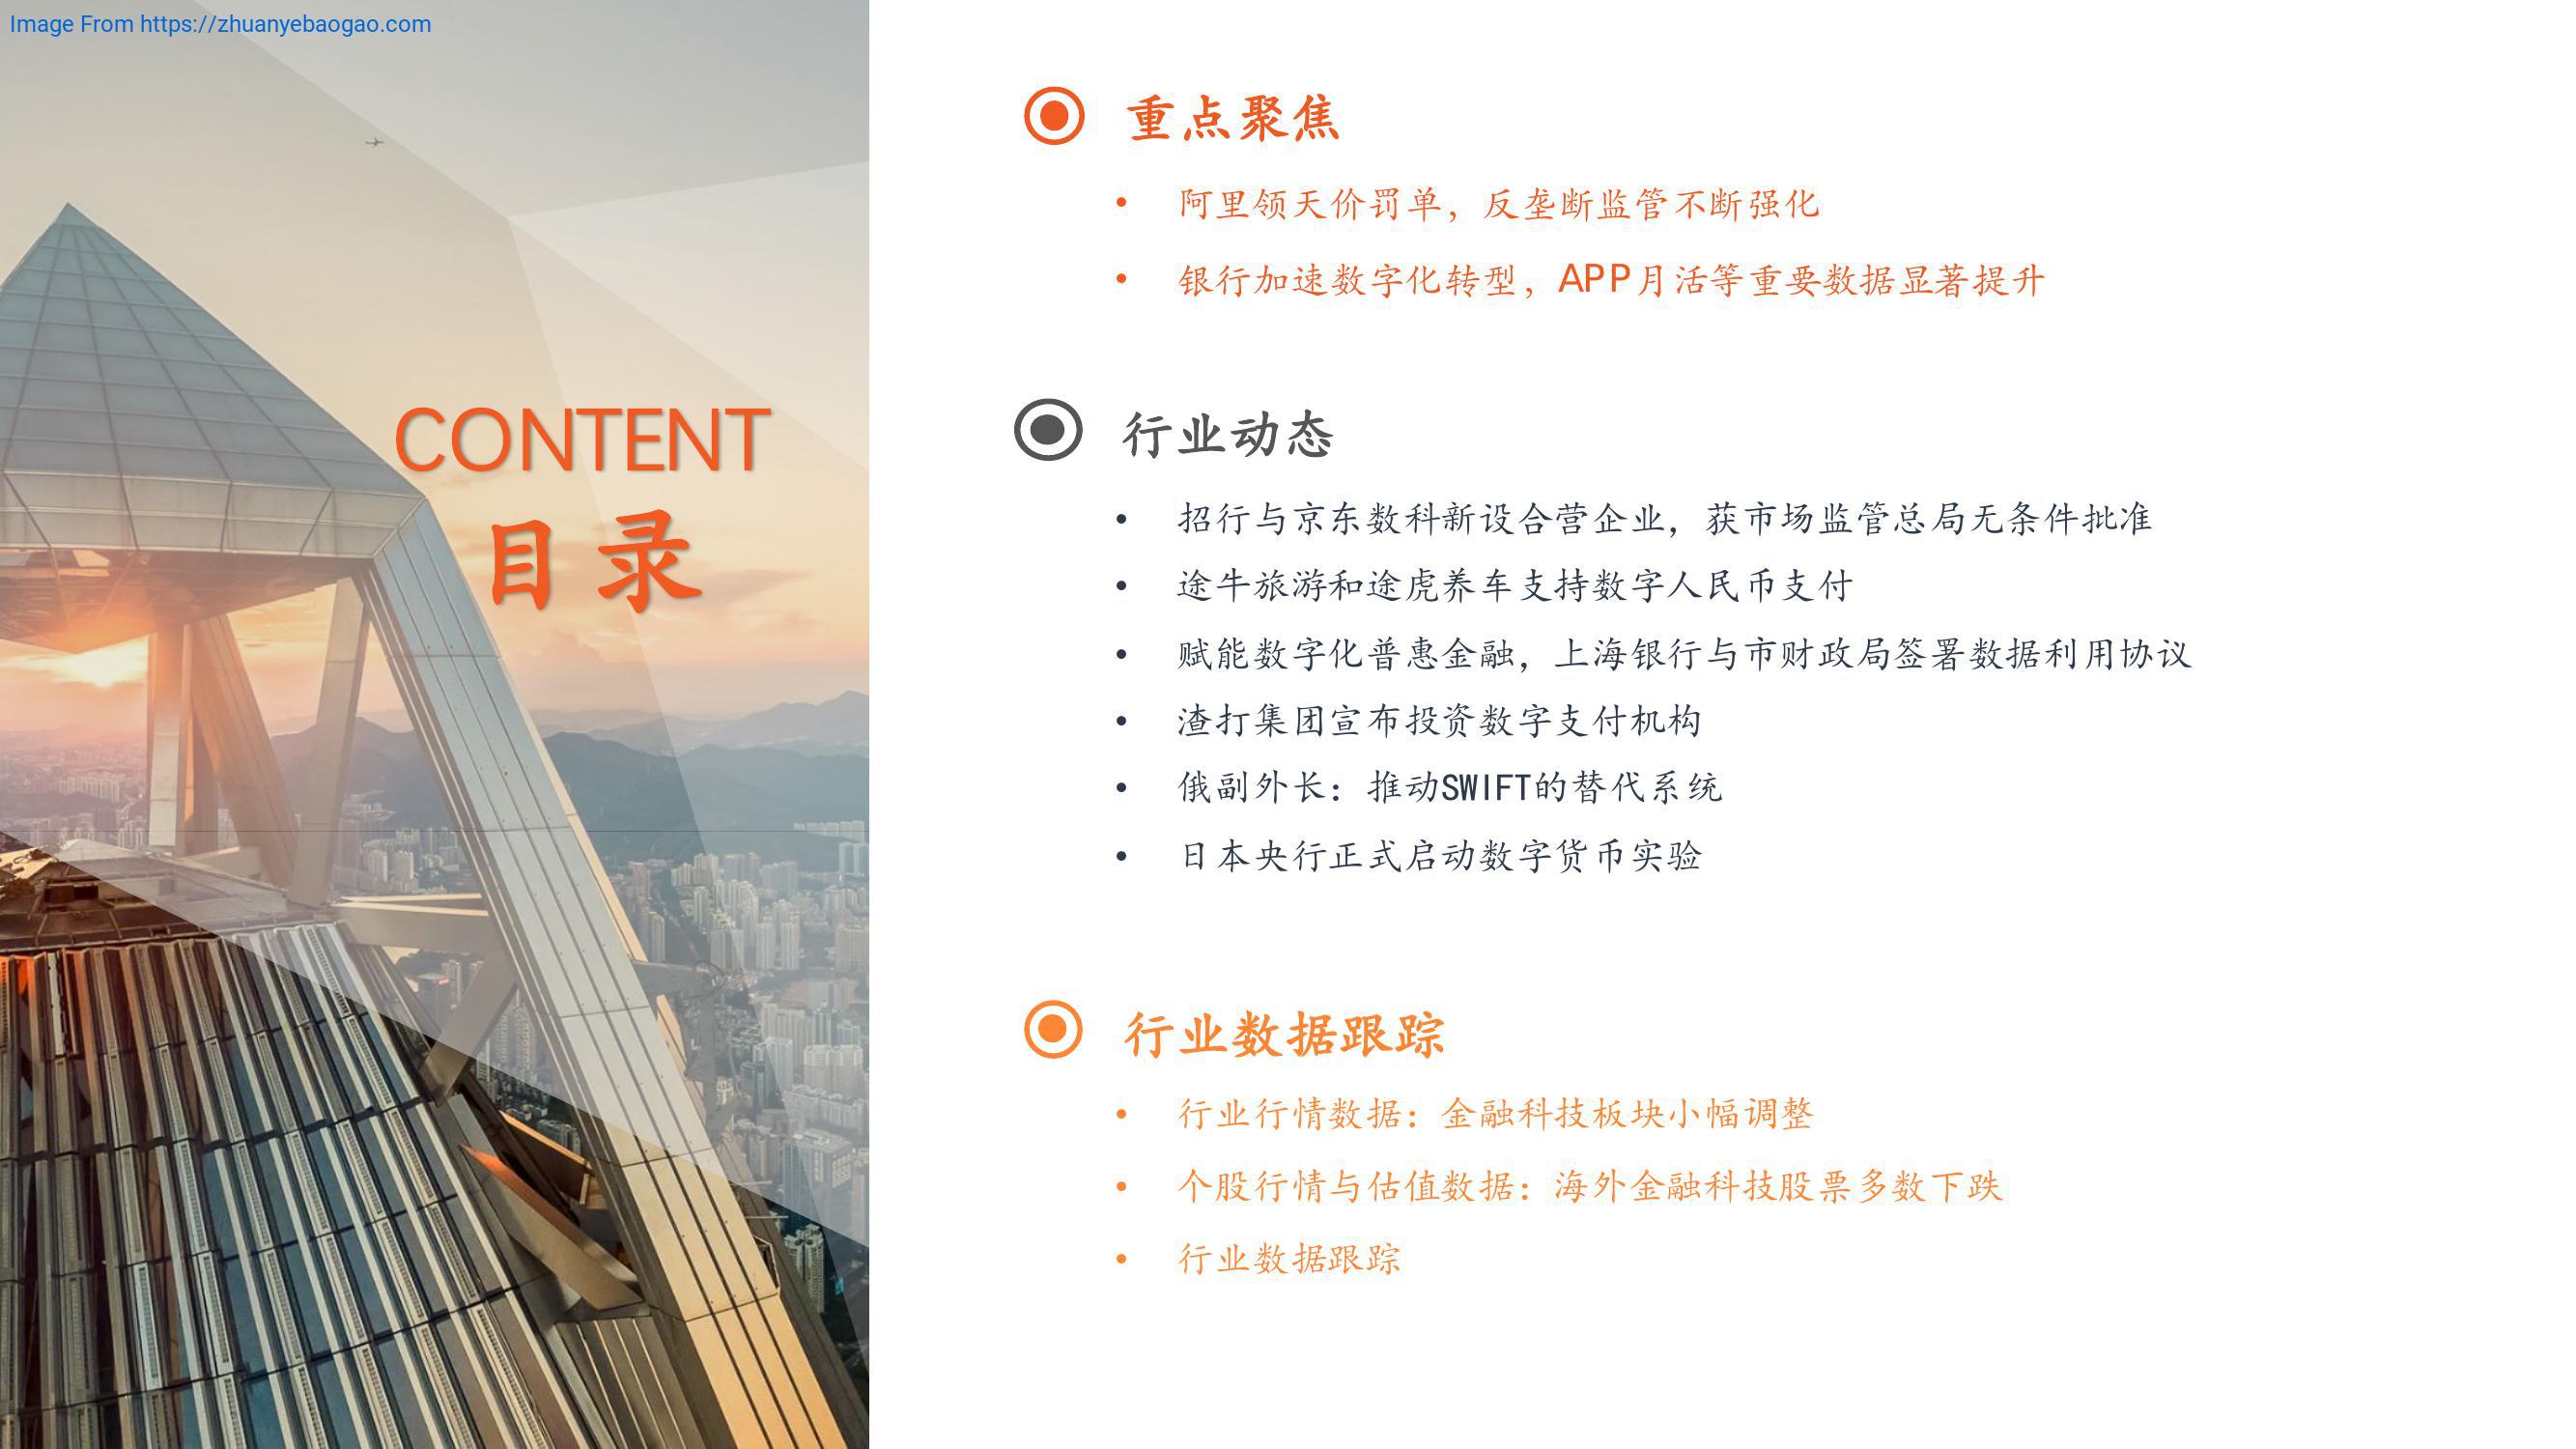 Image From https://zhuanyebaogao.com
CONTENT
目录
重点聚焦
• 阿里领天价罚单，反垄断监管不断强化
• 银行加速数字化转型，APP月活等重要数据显著提升
行业动态
• 招行与京东数科新设合营企业，获市场监管总局无条件批准
• 途牛旅游和途虎养车支持数字人民币支付
• 赋能数字化普惠金融，上海银行与市财政局签署数据利用协议
• 渣打集团宣布投资数字支付机构
• 俄副外长：推动SWIFT的替代系统
• 日本央行正式启动数字货币实验
行业数据跟踪
• 行业行情数据：金融科技板块小幅调整
• 个股行情与估值数据：海外金融科技股票多数下跌
• 行业数据跟踪